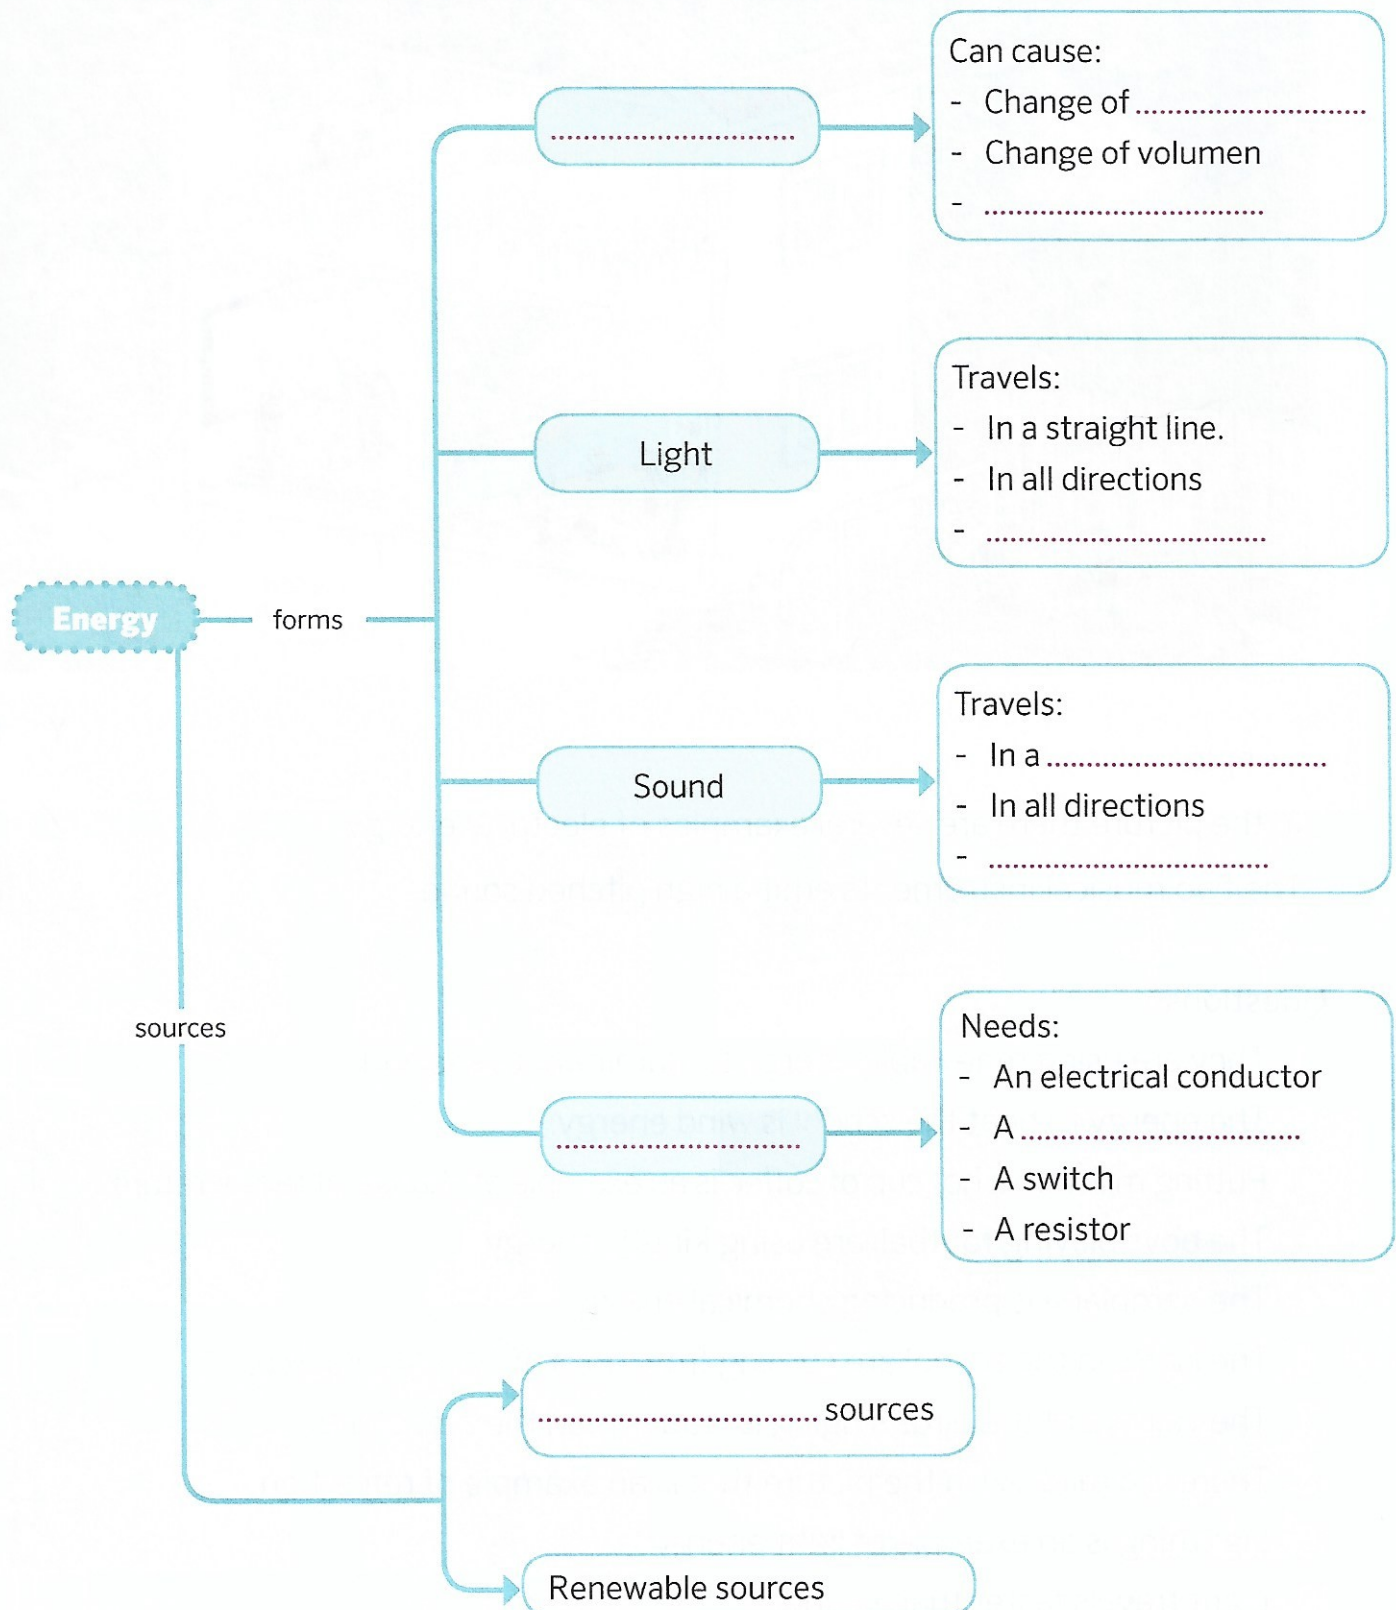 Can cause:
- Change of ............................
- Change of volumen
- ..................................
..............................
Travels:
- In a straight line.
- In all directions
- ..................................
Light
Energy
forms
Travels:
- In a ..................................
- In all directions
- ..................................
Sound
sources
Needs:
- An electrical conductor
- A ..................................
- A switch
- A resistor
..............................
.................................. sources
Renewable sources